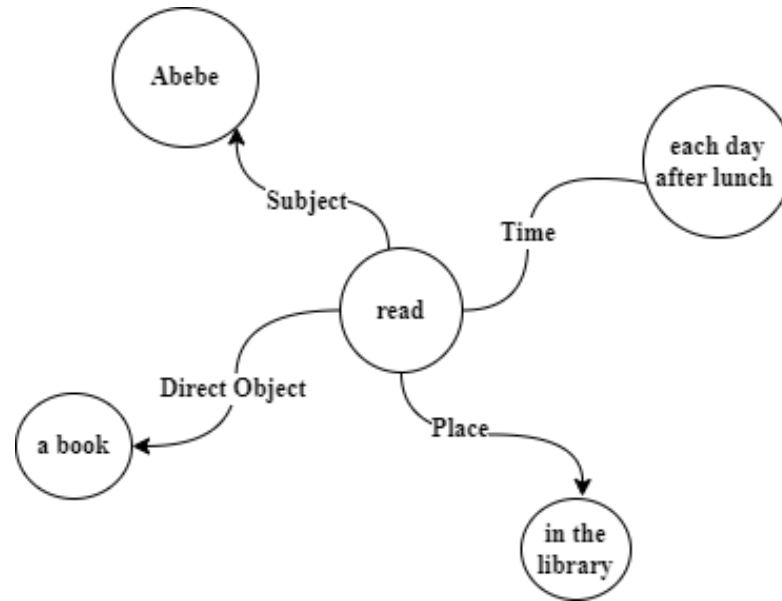 Abebe
each day
after lunch
Subject
Time
read
Direct Object
Place
a book
in the
library